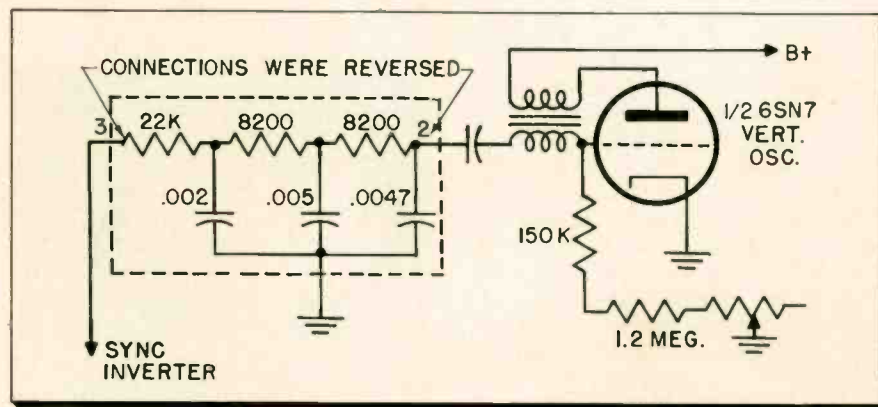 CONNECTIONS WERE REVERSED
B+
3
22K
8200
8200
2
1/2 6SN7
VERT.
OSC.
.002
.005
.0047
150 K
1.2 MEG.
SYNC
INVERTER